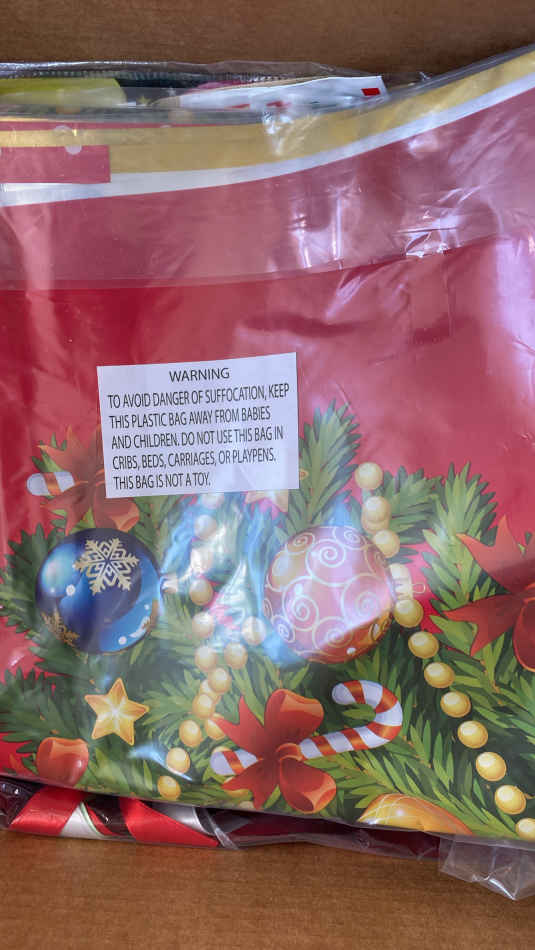 WARNING
TO AVOID DANGER OF SUFFOCATION, KEEP
THIS PLASTIC BAG AWAY FROM BABIES
AND CHILDREN. DO NOT USE THIS BAG IN
CRIBS, BEDS, CARRIAGES, OR PLAYPENS.
THIS BAG IS NOT A TOY.